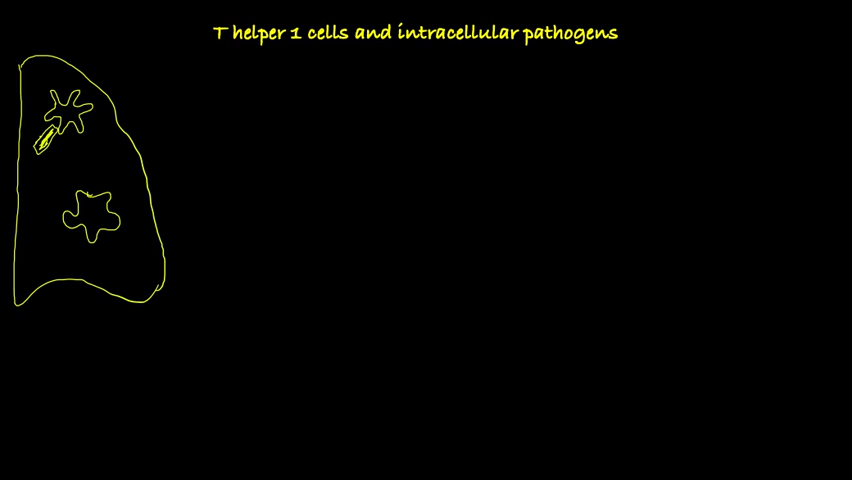 T helper 1 cells and intracellular pathogens